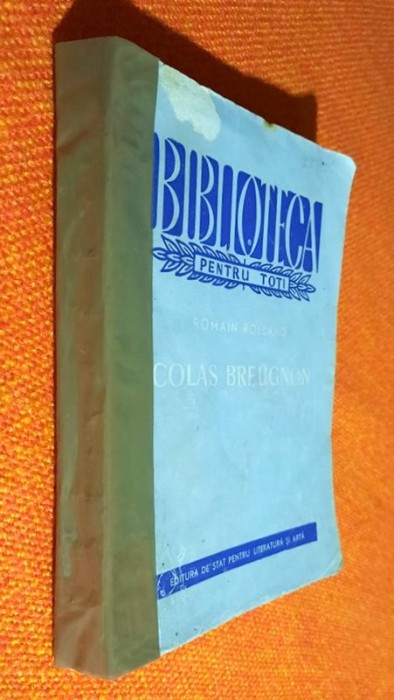 BIBLIOTECA
PENTRU TOȚI
ROMAIN ROLLAND
COLAS BREUGNON
EDITURA DE STAT PENTRU LITERATURĂ ȘI ARTĂ